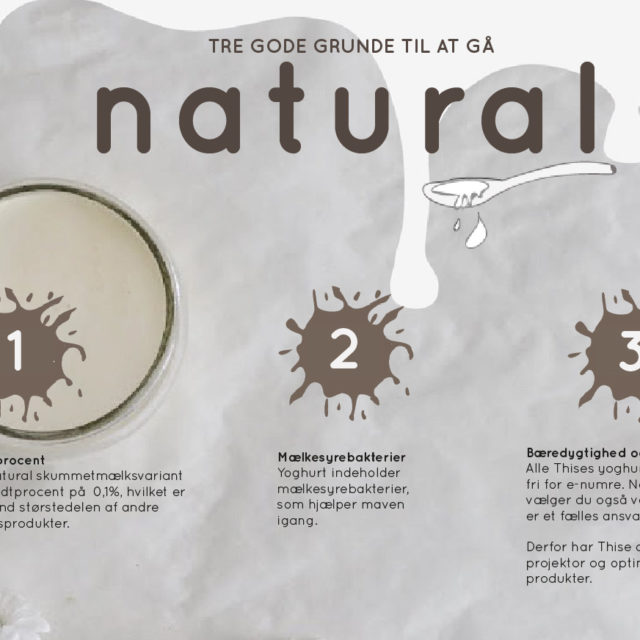 TRE GODE GRUNDE TIL AT GÅ
natural
1
procent
tural skummetmælksvariant
dtprocent på 0,1%, hvilket er
nd størstedelen af andre
sprodukter.
2
Mælkesyrebakterier
Yoghurt indeholder
mælkesyrebakterier,
som hjælper maven
igang.
3
Bæredygtighed o
Alle Thises yoghu
fri for e-numre. N
vælger du også v
er et fælles ansva
Derfor har Thise
projektor og opti
produkter.